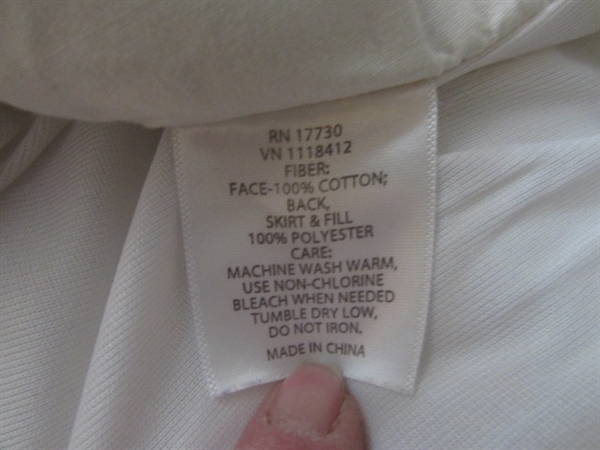 RN 17730
VN 1118412
FIBER:
FACE-100% COTTON;
BACK,
SKIRT & FILL
100% POLYESTER
CARE:
MACHINE WASH WARM,
USE NON-CHLORINE
BLEACH WHEN NEEDED
TUMBLE DRY LOW,
DO NOT IRON.
MADE IN CHINA